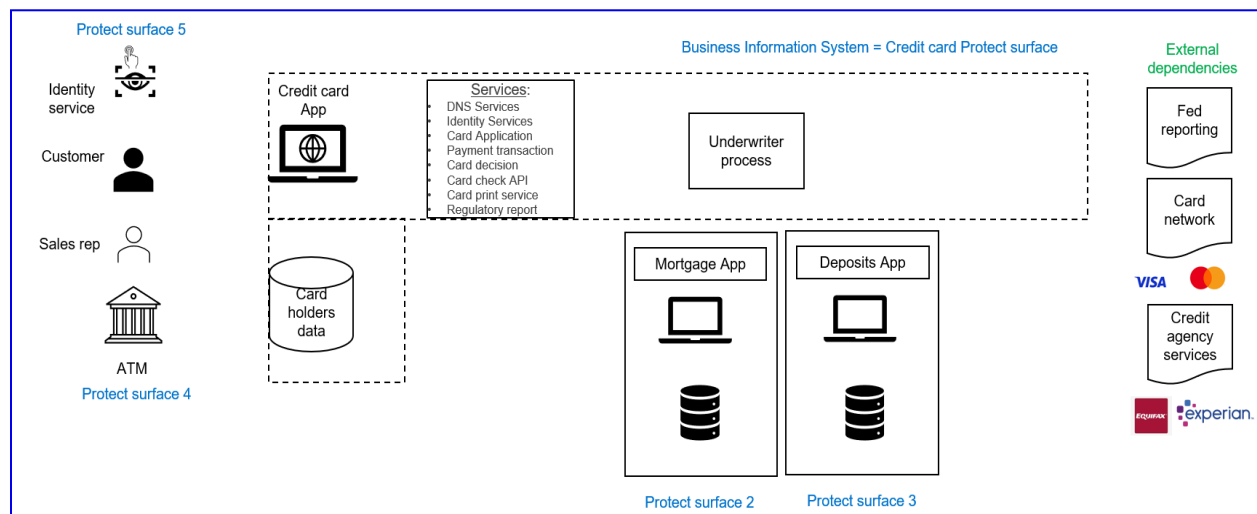 Protect surface 5
Identity
service
Customer
Sales rep
ATM
Protect surface 4
Business Information System = Credit card Protect surface
Credit card
App
Services:
DNS Services
Identity Services
Card Application
Payment transaction
Card decision
Card check API
Card print service
Regulatory report
Underwriter
process
Card
holders
data
Mortgage App
Protect surface 2
Deposits App
Protect surface 3
External
dependencies
Fed
reporting
Card
network
VISA
Credit
agency
services
EQUIFAX
experian.